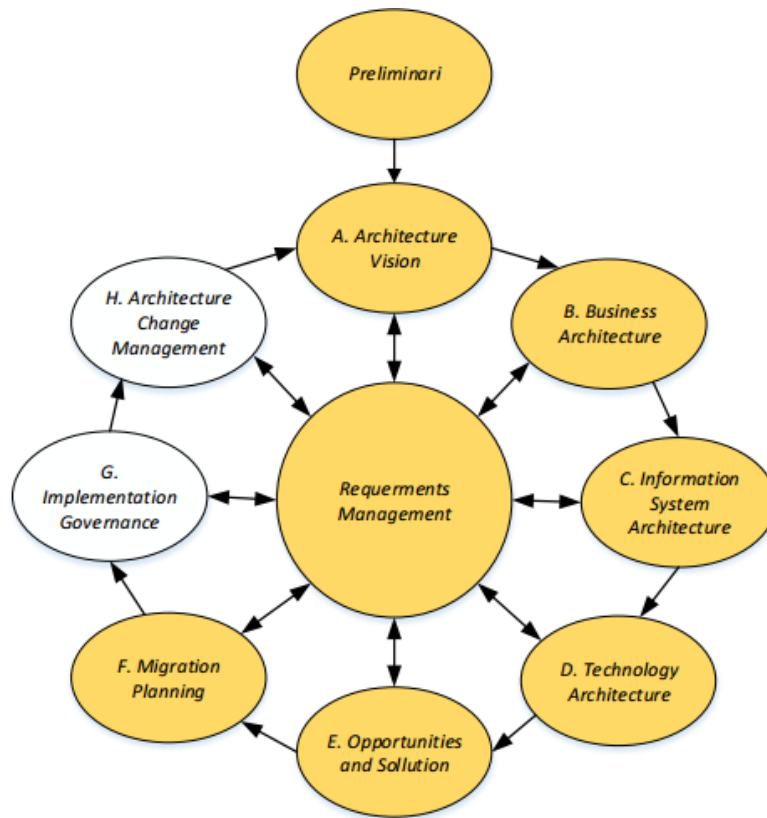 Preliminari
A. Architecture
Vision
B. Business
Architecture
C. Information
System
Architecture
D. Technology
Architecture
E. Opportunities
and Sollution
F. Migration
Planning
G.
Implementation
Governance
H. Architecture
Change
Management
Requerments
Management